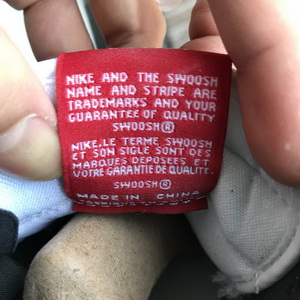 NIKE AND THE SWOOSH
NAME AND STRIPE ARE
TRADEMARKS AND YOUR
GUARANTEE OF QUALITY
SWOOSH®
NIKE, LE TERME SWOOSH
ET SON SIGLE SONT DES
MARQUES DEPOSEES ET
VOTRE GARANTIE DE QUALITE.
SWOOSH®
MADE IN CHINA